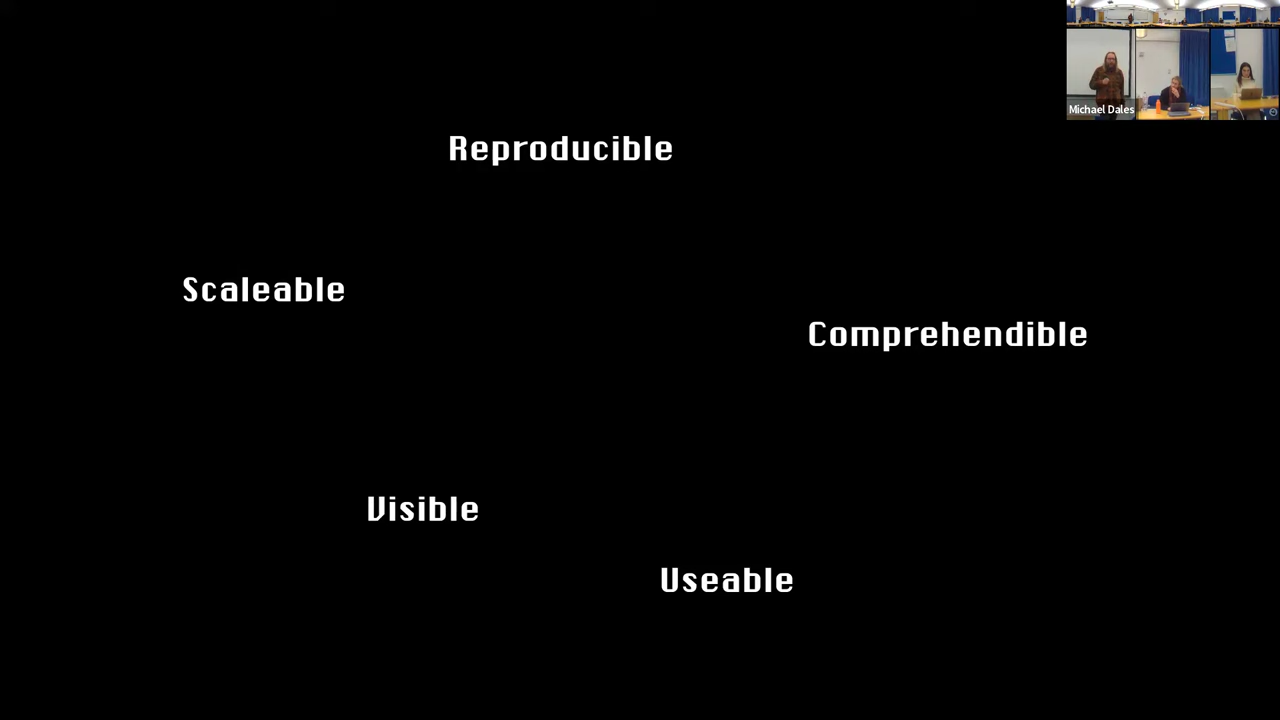 Michael Dales
Reproducible
Scaleable
Comprehendible
Visible
Useable